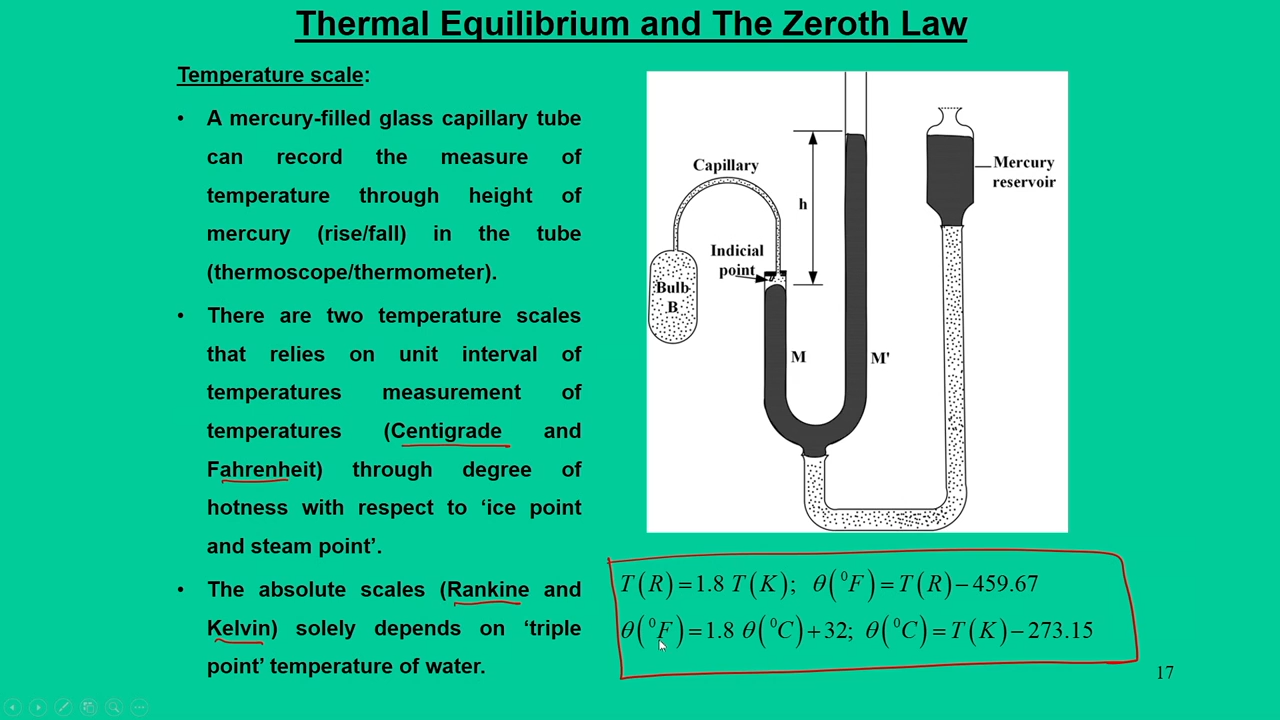 Thermal Equilibrium and The Zeroth Law
Temperature scale:
• A mercury-filled glass capillary tube
can record the measure of
temperature through height of
mercury (rise/fall) in the tube
(thermoscope/thermometer).
• There are two temperature scales
that relies on unit interval of
temperatures measurement of
temperatures (Centigrade and
Fahrenheit) through degree of
hotness with respect to ‘ice point
and steam point’.
• The absolute scales (Rankine and
Kelvin) solely depends on ‘triple
point’ temperature of water.
Capillary
h
Indicial
point
Bulb
B
M
M'
Mercury
reservoir
T(R)=1.8 T(K); θ(⁰F)=T(R)−459.67
θ(⁰F)=1.8 θ(⁰C)+32; θ(⁰C)=T(K)−273.15
17